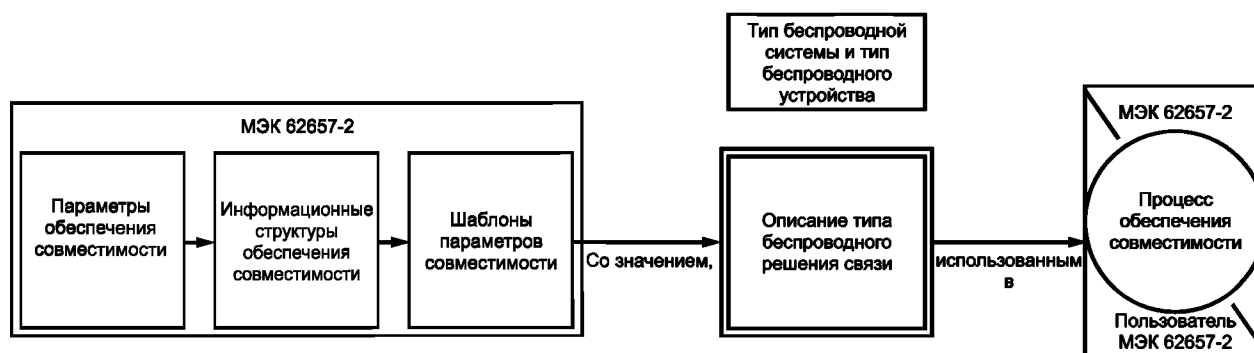 Тип беспроводной
системы и тип
беспроводного
устройства
МЭК 62657-2
Параметры
обеспечения
совместимости
Информационные
структуры
обеспечения
совместимости
Шаблоны
параметров
совместимости
Со значением,
Описание типа
беспроводного
решения связи
использованным
в
МЭК 62657-2
Процесс
обеспечения
совместимости
Пользователь
МЭК 62657-2